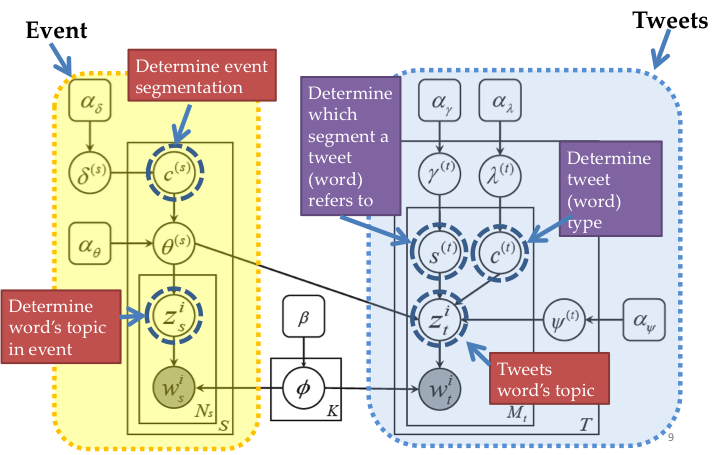 Event
Tweets
Determine event
segmentation
Determine
which
segment a
tweet
(word)
refers to
Determine
tweet
(word)
type
Determine
word's topic
in event
Tweets
word's topic
α_δ
δ^(s)
c^(s)
α_θ
θ^(s)
z_s^i
w_s^i
N_s
S
β
ϕ
K
α_γ
α_λ
γ^(t)
λ^(t)
s^(t)
c^(t)
z_t^i
ψ^(t)
α_ψ
w_t^i
M_t
T
9